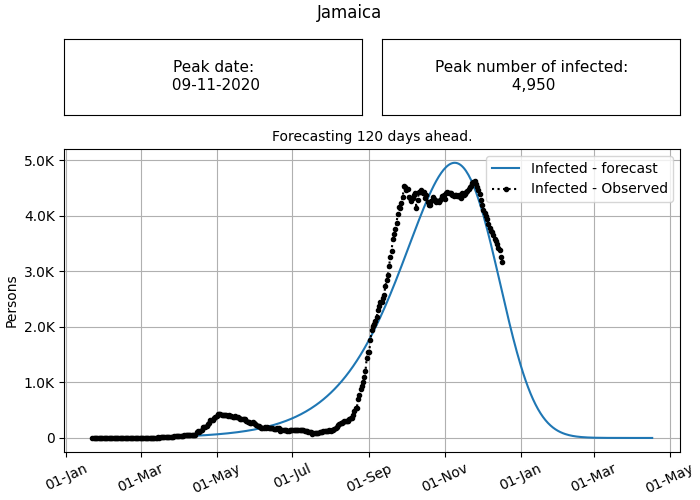 Jamaica
Peak date:
09-11-2020
Peak number of infected:
4,950
Forecasting 120 days ahead.
Infected - forecast
Infected - Observed
5.0K
4.0K
3.0K
2.0K
1.0K
0
Persons
01-Jan
01-Mar
01-May
01-Jul
01-Sep
01-Nov
01-Jan
01-Mar
01-May